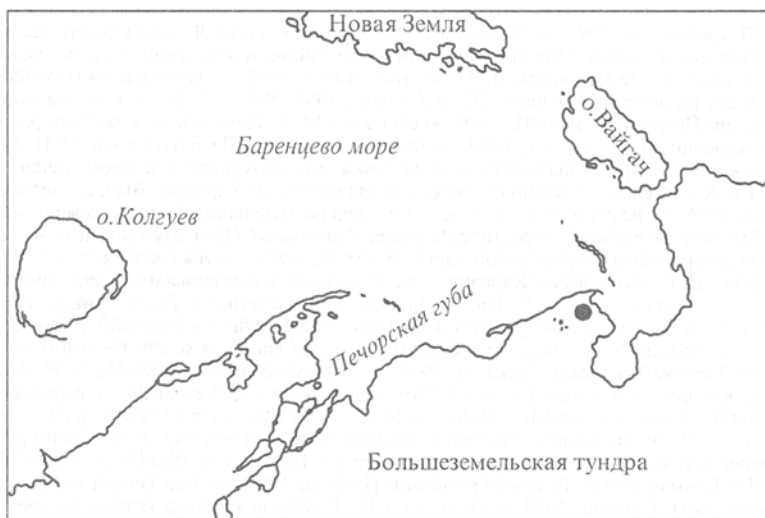 Новая Земля
о.Вайгач
Баренцево море
о.Колгуев
Печорская губа
Большеземельская тундра